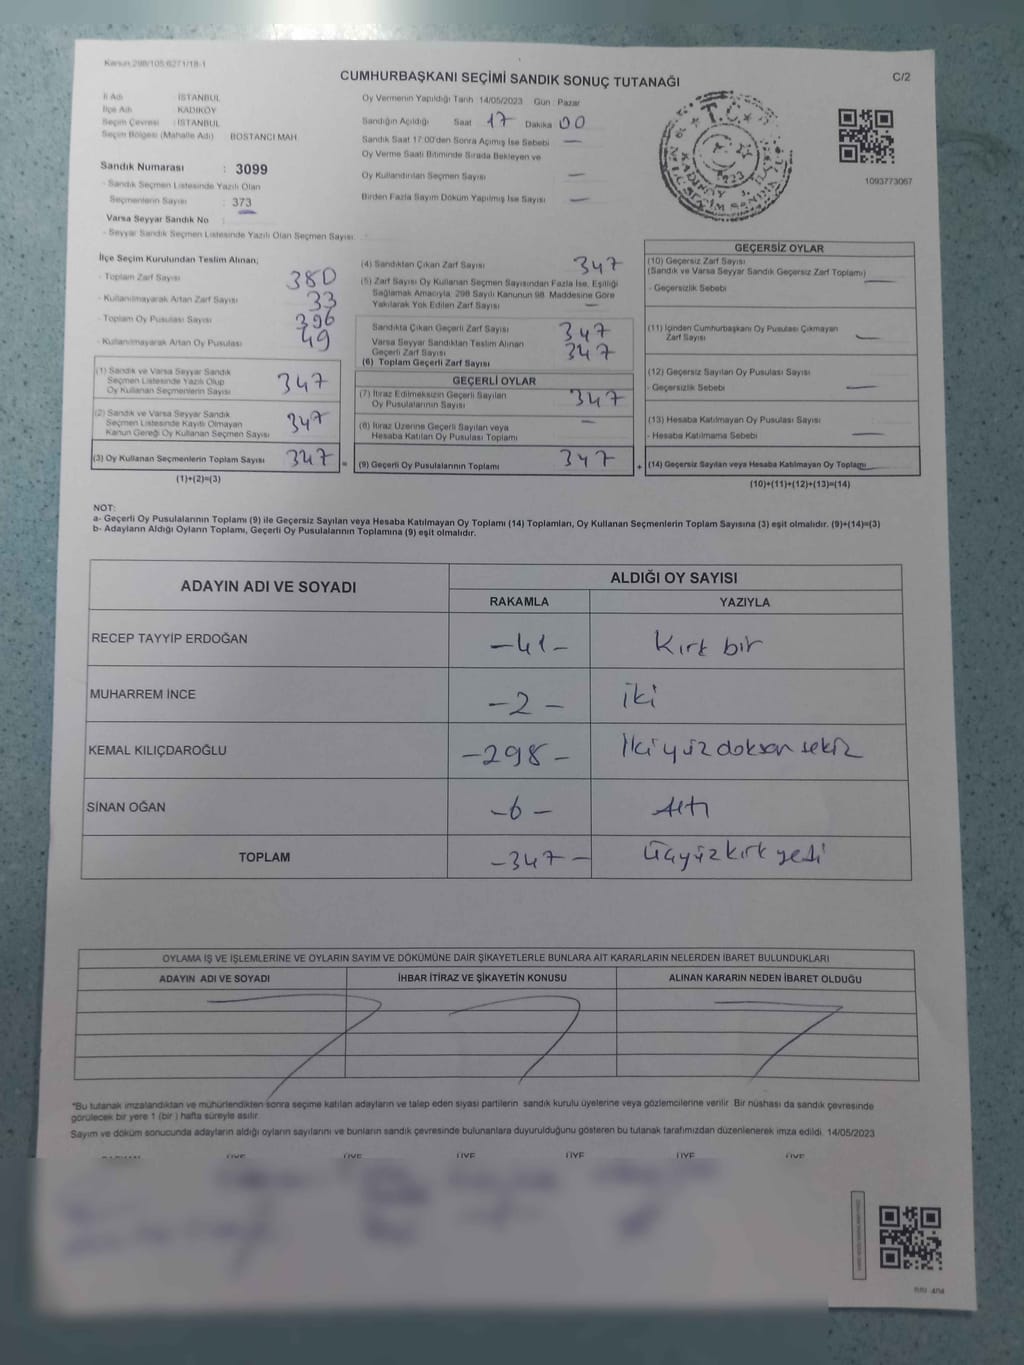 Kanun:298/105;6271/18-1
CUMHURBAŞKANI SEÇİMİ SANDIK SONUÇ TUTANAĞI
C/2
İl Adı : İSTANBUL
İlçe Adı : KADIKÖY
Seçim Çevresi : İSTANBUL
Seçim Bölgesi (Mahalle Adı) : BOSTANCI MAH.
Sandık Numarası : 3099
- Sandık Seçmen Listesinde Yazılı Olan
Seçmenlerin Sayısı : 373
Varsa Seyyar Sandık No :
- Seyyar Sandık Seçmen Listesinde Yazılı Olan Seçmen Sayısı :
Oy Vermenin Yapıldığı Tarih 14/05/2023 Gün : Pazar
Sandığın Açıldığı Saat 17 Dakika 00
Sandık Saat 17:00'den Sonra Açımış İse Sebebi —
Oy Verme Saati Bitiminde Sırada Bekleyen ve
Oy Kullandırılan Seçmen Sayısı —
Birden Fazla Sayım Döküm Yapılmış İse Sayısı —
T.C.
KADIKÖY
1093773067
İlçe Seçim Kurulundan Teslim Alınan;
- Toplam Zarf Sayısı 380
- Kullanılmayarak Artan Zarf Sayısı 33
- Toplam Oy Pusulası Sayısı 396
- Kullanılmayarak Artan Oy Pusulası 49
(1) Sandık ve Varsa Seyyar Sandık
Seçmen Listesinde Yazılı Olup
Oy Kullanan Seçmenlerin Sayısı 347
(2) Sandık ve Varsa Seyyar Sandık
Seçmen Listesinde Kayıtlı Olmayan
Kanun Gereği Oy Kullanan Seçmen Sayısı 347
(3) Oy Kullanan Seçmenlerin Toplam Sayısı 347 =
(1)+(2)=(3)
(4) Sandıktan Çıkan Zarf Sayısı 347
(5) Zarf Sayısı Oy Kullanan Seçmen Sayısından Fazla İse, Eşitliği
Sağlamak Amacıyla, 298 Sayılı Kanunun 98. Maddesine Göre
Yakılarak Yok Edilen Zarf Sayısı —
Sandıkta Çıkan Geçerli Zarf Sayısı 347
Varsa Seyyar Sandıktan Teslim Alınan
Geçerli Zarf Sayısı 347
(6) Toplam Geçerli Zarf Sayısı
GEÇERLİ OYLAR
(7) İtiraz Edilmeksizin Geçerli Sayılan
Oy Pusulalarının Sayısı 347
(8) İtiraz Üzerine Geçerli Sayılan veya
Hesaba Katılan Oy Pusulası Toplamı —
(9) Geçerli Oy Pusulalarının Toplamı 347 +
GEÇERSİZ OYLAR
(10) Geçersiz Zarf Sayısı
(Sandık ve Varsa Seyyar Sandık Geçersiz Zarf Toplamı) —
- Geçersizlik Sebebi
(11) İçinden Cumhurbaşkanı Oy Pusulası Çıkmayan
Zarf Sayısı —
(12) Geçersiz Sayılan Oy Pusulası Sayısı
- Geçersizlik Sebebi —
(13) Hesaba Katılmayan Oy Pusulası Sayısı
- Hesaba Katılmama Sebebi —
(14) Geçersiz Sayılan veya Hesaba Katılmayan Oy Toplamı —
(10)+(11)+(12)+(13)=(14)
NOT:
a- Geçerli Oy Pusulalarının Toplamı (9) ile Geçersiz Sayılan veya Hesaba Katılmayan Oy Toplamı (14) Toplamları, Oy Kullanan Seçmenlerin Toplam Sayısına (3) eşit olmalıdır. (9)+(14)=(3)
b- Adayların Aldığı Oyların Toplamı, Geçerli Oy Pusulalarının Toplamına (9) eşit olmalıdır.
ADAYIN ADI VE SOYADI
ALDIĞI OY SAYISI
RAKAMLA YAZIYLA
RECEP TAYYİP ERDOĞAN -41- Kırk bir
MUHARREM İNCE -2- iki
KEMAL KILIÇDAROĞLU -298- İkiyüz doksan sekiz
SİNAN OĞAN -6- Altı
TOPLAM -347- üçyüz kırk yedi
OYLAMA İŞ VE İŞLEMLERİNE VE OYLARIN SAYIM VE DÖKÜMÜNE DAİR ŞİKAYETLERLE BUNLARA AİT KARARLARIN NELERDEN İBARET BULUNDUKLARI
ADAYIN ADI VE SOYADI İHBAR İTİRAZ VE ŞİKAYETİN KONUSU ALINAN KARARIN NEDEN İBARET OLDUĞU
*Bu tutanak imzalandıktan ve mühürlendikten sonra seçime katılan adayların ve talep eden siyasi partilerin sandık kurulu üyelerine veya gözlemcilerine verilir. Bir nüshası da sandık çevresinde
görülecek bir yere 1 (bir ) hafta süreyle asılır.
Sayım ve döküm sonucunda adayların aldığı oyların sayılarını ve bunların sandık çevresinde bulunanlara duyurulduğunu gösteren bu tutanak tarafımızdan düzenlenerek imza edildi. 14/05/2023
ÜYE ÜYE ÜYE ÜYE ÜYE ÜYE